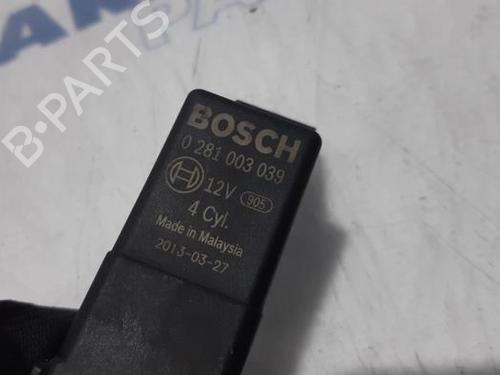 B-PARTS
BOSCH
0 281 003 039
12V 905
4 Cyl.
Made in Malaysia
2013-03-27